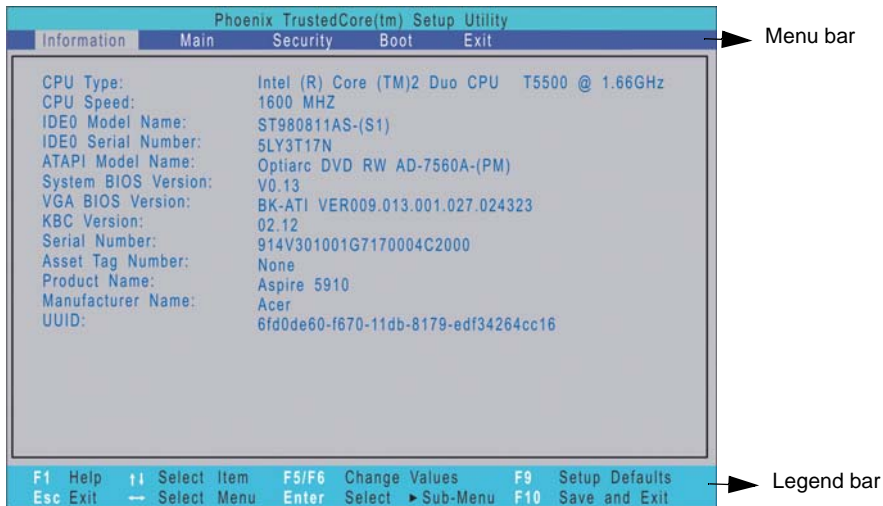 Phoenix TrustedCore(tm) Setup Utility
Information Main Security Boot Exit
Menu bar
CPU Type: Intel (R) Core (TM)2 Duo CPU T5500 @ 1.66GHz
CPU Speed: 1600 MHZ
IDE0 Model Name: ST980811AS-(S1)
IDE0 Serial Number: 5LY3T17N
ATAPI Model Name: Optiarc DVD RW AD-7560A-(PM)
System BIOS Version: V0.13
VGA BIOS Version: BK-ATI VER009.013.001.027.024323
KBC Version: 02.12
Serial Number: 914V301001G7170004C2000
Asset Tag Number: None
Product Name: Aspire 5910
Manufacturer Name: Acer
UUID: 6fd0de60-f670-11db-8179-edf34264cc16
F1 Help ↑↓ Select Item F5/F6 Change Values F9 Setup Defaults
Esc Exit ↔ Select Menu Enter Select ▶Sub-Menu F10 Save and Exit
Legend bar